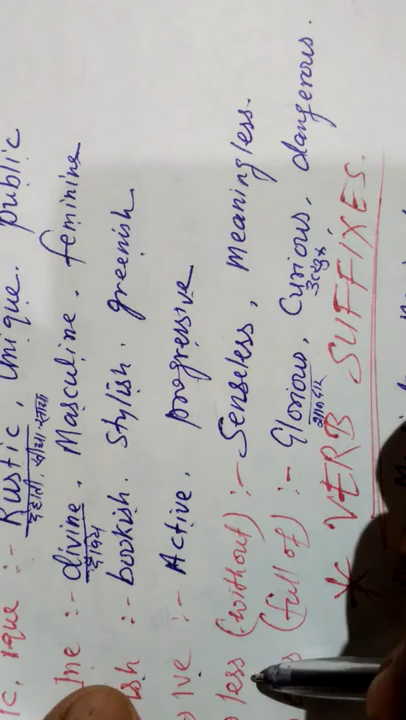 ic, ique :- Rustic, Unique. public
देहाती, सीधा-सादा
Ine :- divine. Masculine. feminine
दैविय
ish :- bookish. Stylish. greenish
Ive :- Active. progressive
less (without) :- Senseless, meaningless.
(full of) :- Glorious, Curious, dangerous.
शानदार
* VERB SUFFIXES.